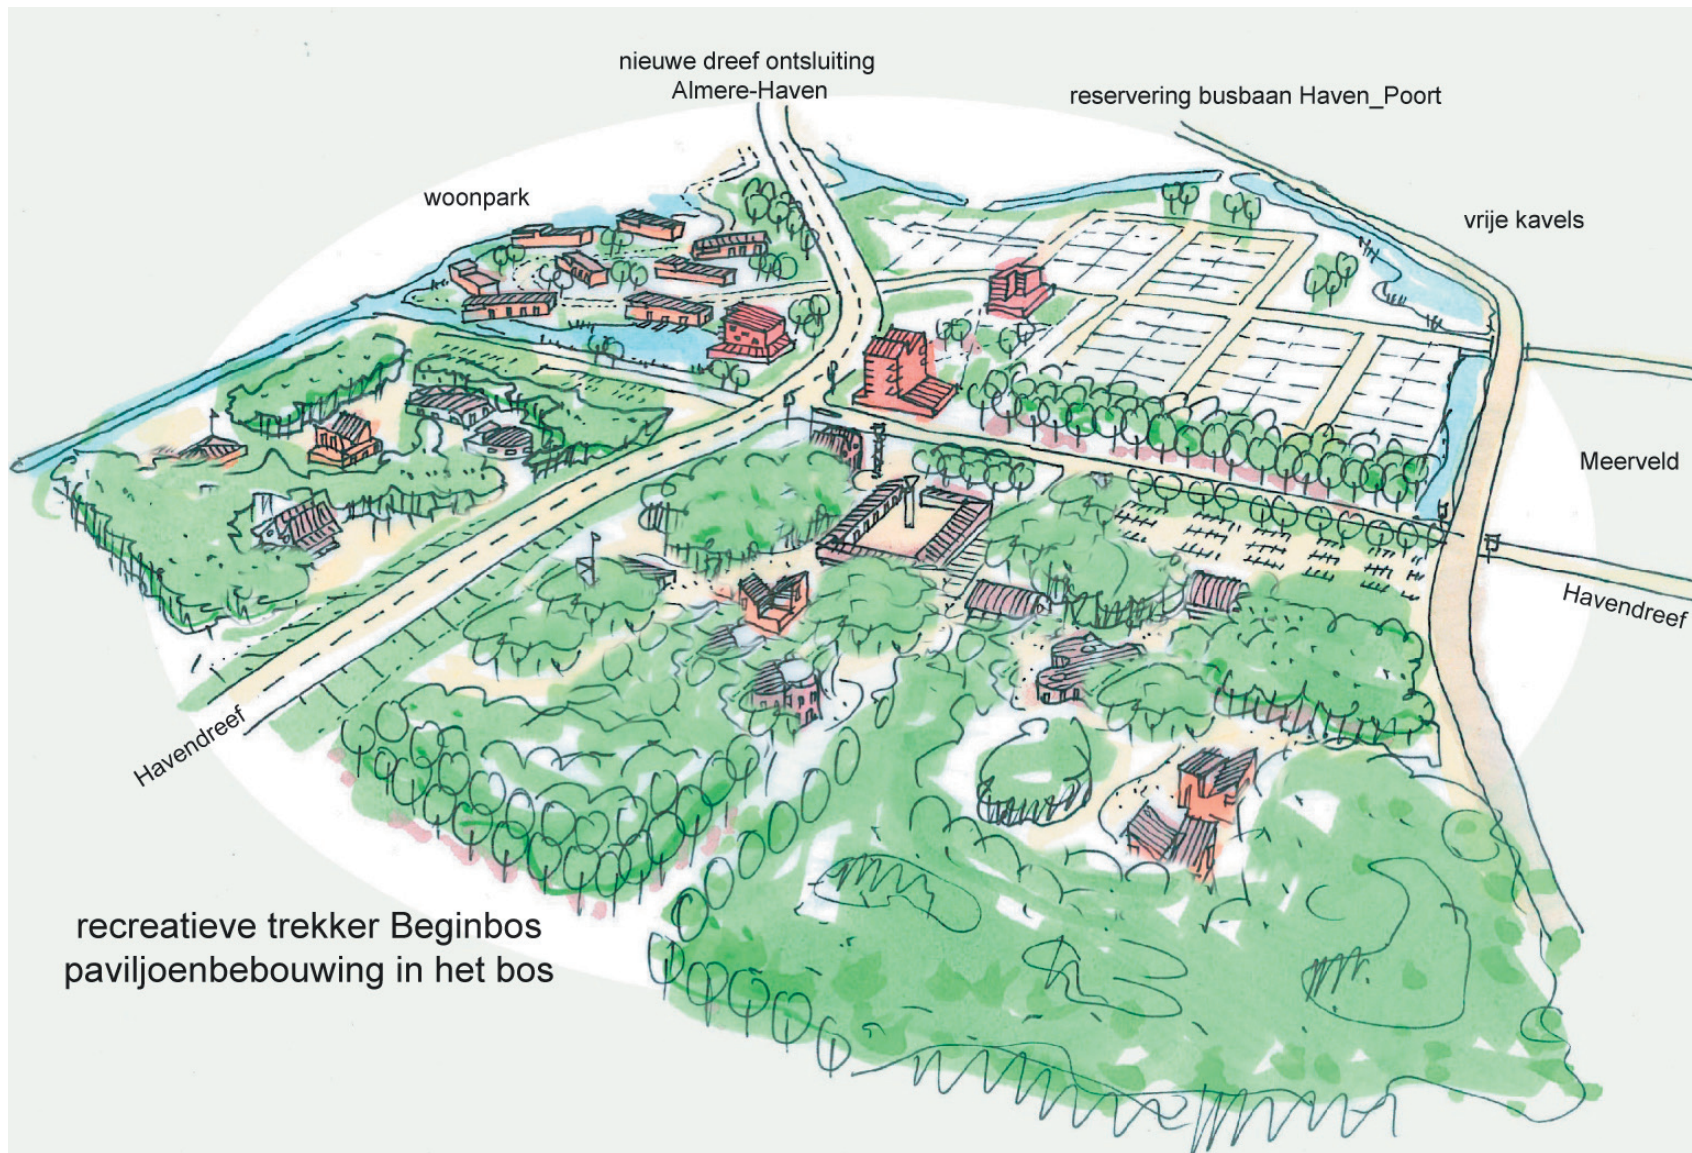 nieuwe dreef ontsluiting
Almere-Haven
reservering busbaan Haven_Poort
woonpark
vrije kavels
Meerveld
Havendreef
Havendreef
recreatieve trekker Beginbos
paviljoenbebouwing in het bos